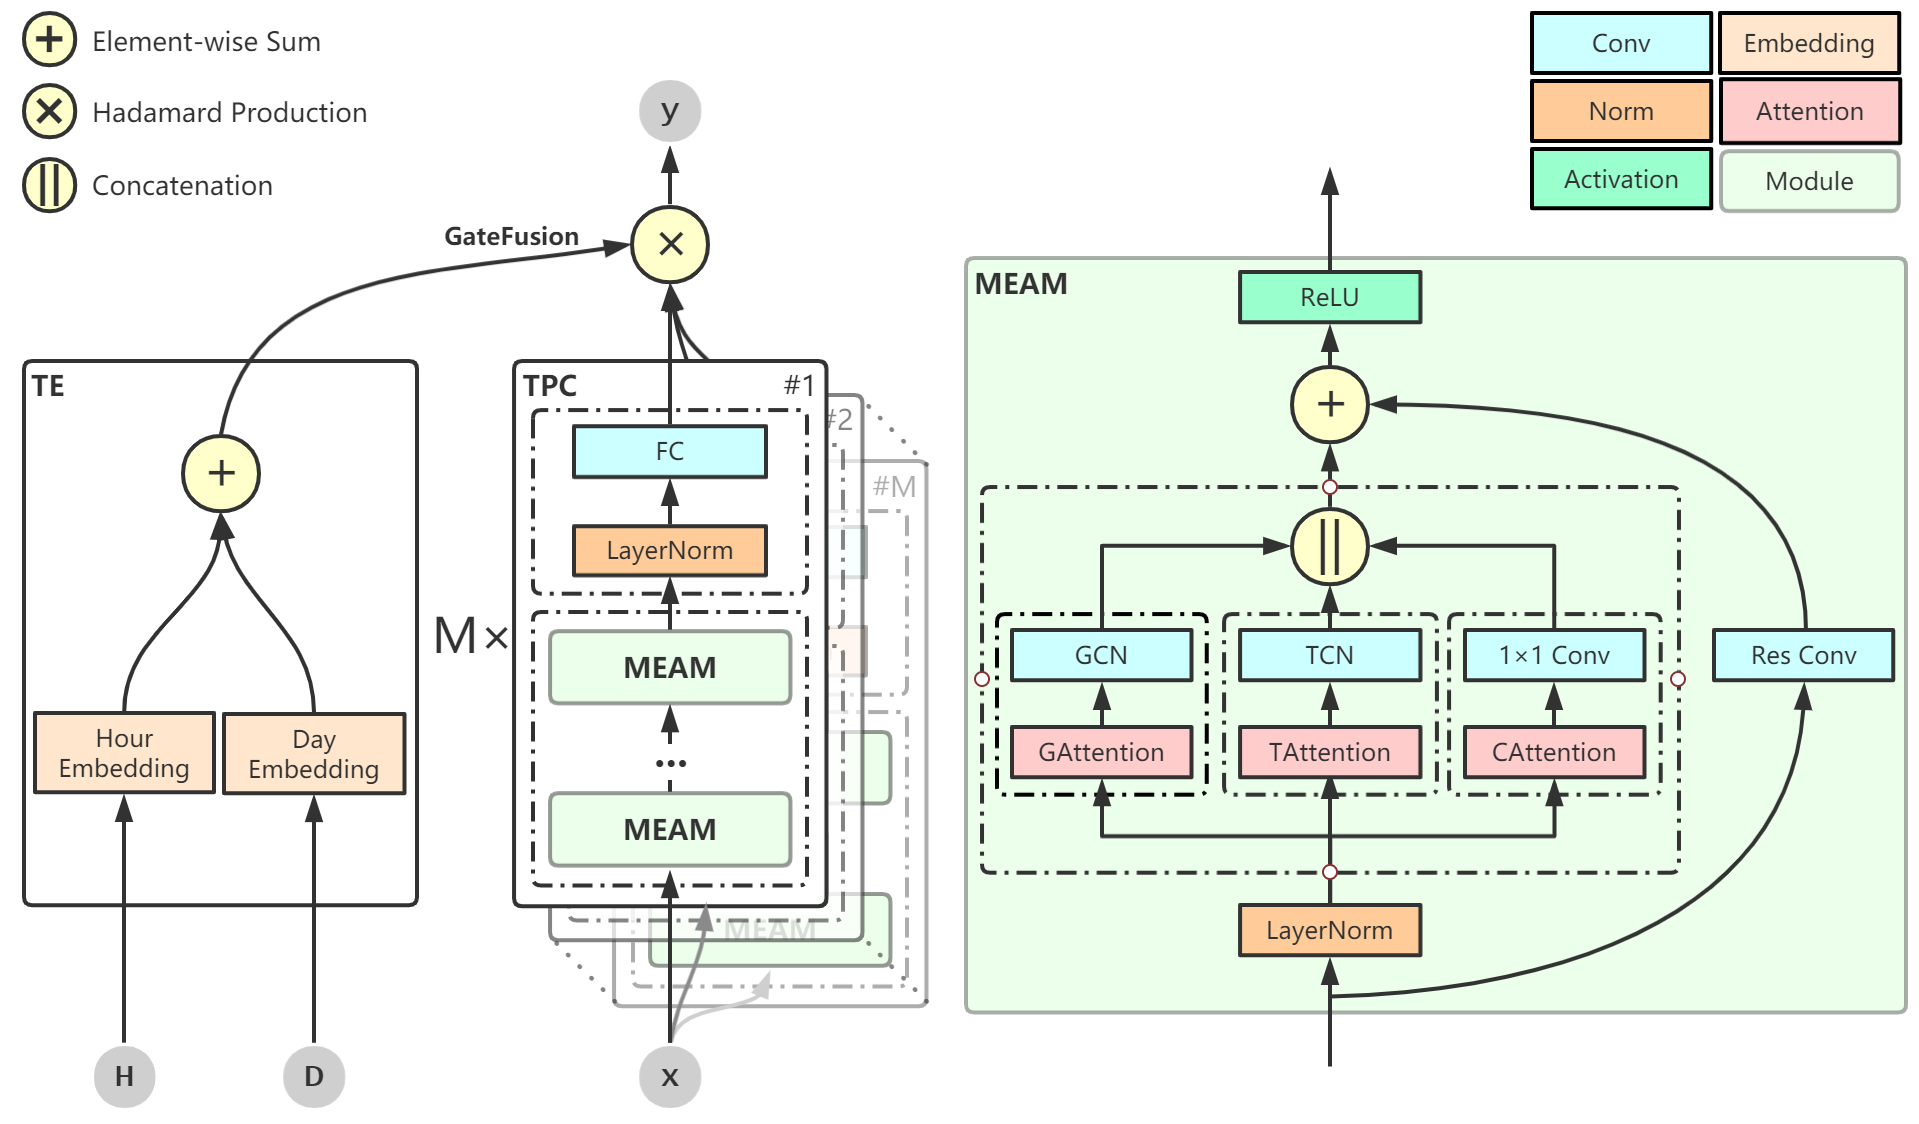 Element-wise Sum
Hadamard Production
Concatenation
Conv
Embedding
Norm
Attention
Activation
Module
y
GateFusion
TE
Hour
Embedding
Day
Embedding
H
D
M×
TPC
#1
#2
#M
FC
LayerNorm
MEAM
...
MEAM
MEAM
x
MEAM
ReLU
GCN
TCN
1×1 Conv
Res Conv
GAttention
TAttention
CAttention
LayerNorm